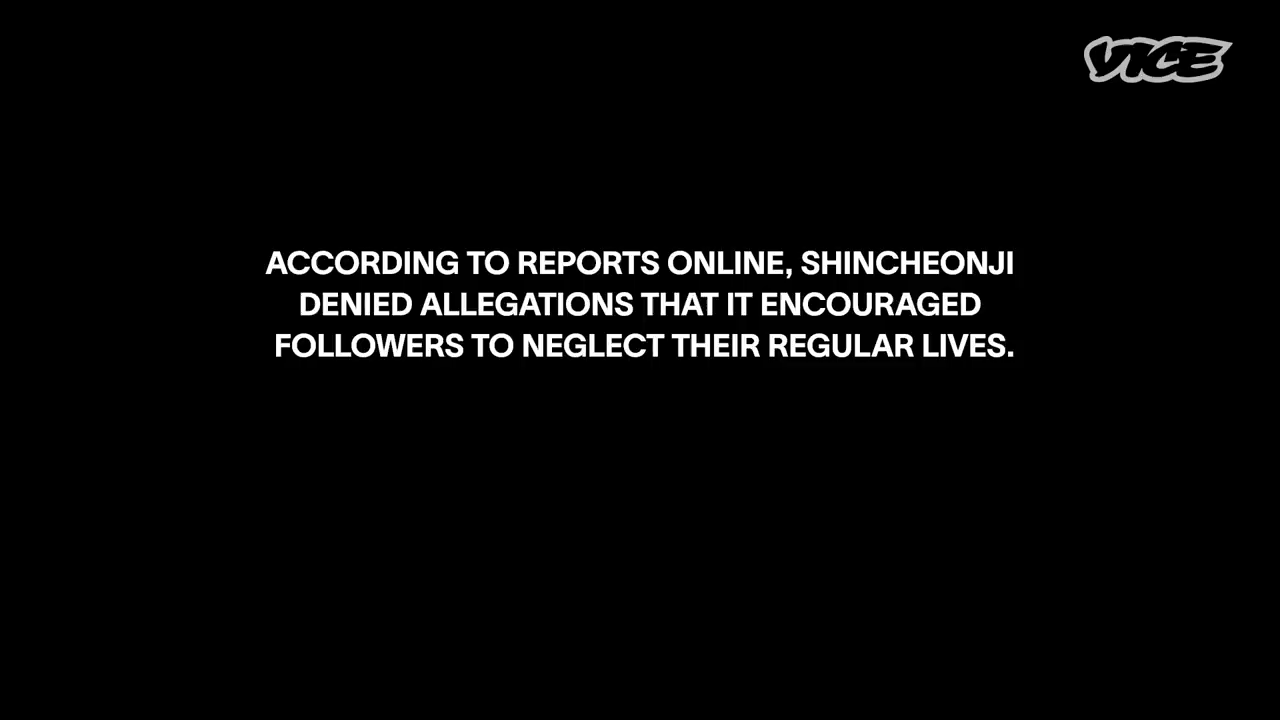 VICE
ACCORDING TO REPORTS ONLINE, SHINCHEONJI
DENIED ALLEGATIONS THAT IT ENCOURAGED
FOLLOWERS TO NEGLECT THEIR REGULAR LIVES.